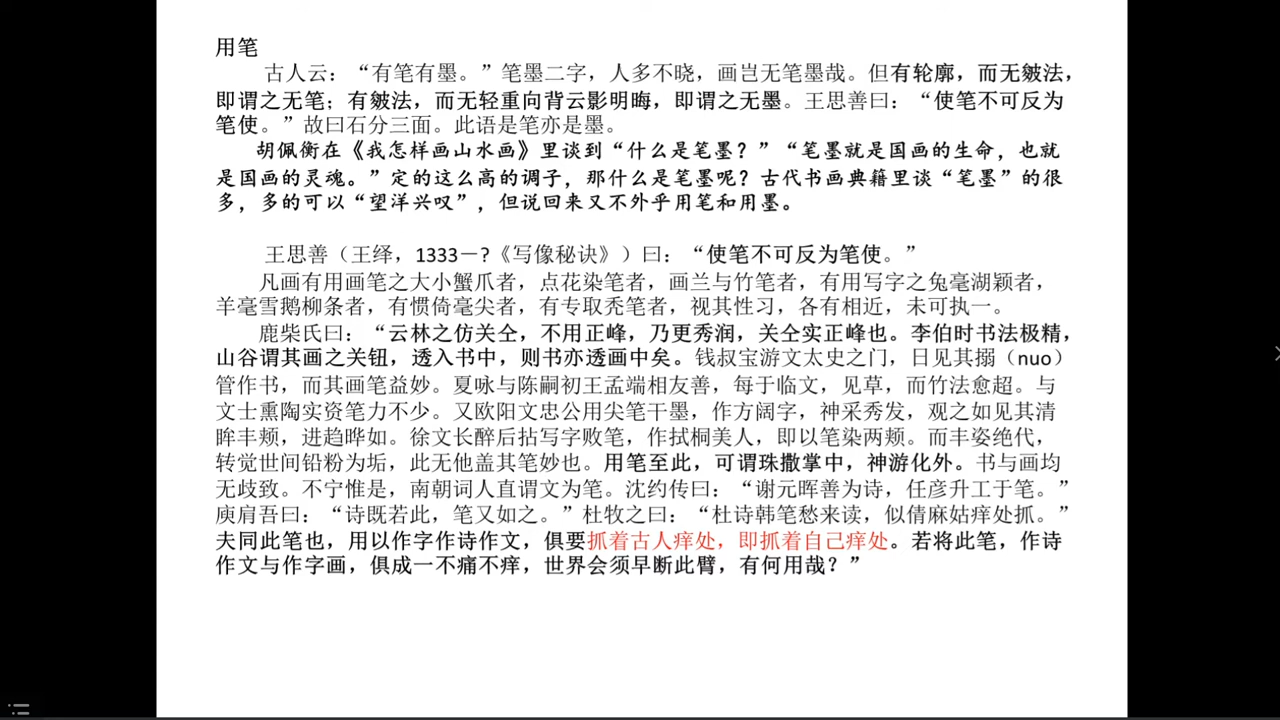 用笔
古人云：“有笔有墨。”笔墨二字，人多不晓，画岂无笔墨哉。但有轮廓，而无皴法，
即谓之无笔；有皴法，而无轻重向背云影明晦，即谓之无墨。王思善曰：“使笔不可反为
笔使。”故曰石分三面。此语是笔亦是墨。
胡佩衡在《我怎样画山水画》里谈到“什么是笔墨？”“笔墨就是国画的生命，也就
是国画的灵魂。”定的这么高的调子，那什么是笔墨呢？古代书画典籍里谈“笔墨”的很
多，多的可以“望洋兴叹”，但说回来又不外乎用笔和用墨。
王思善（王绎，1333－?《写像秘诀》）曰：“使笔不可反为笔使。”
凡画有用画笔之大小蟹爪者，点花染笔者，画兰与竹笔者，有用写字之兔毫湖颖者，
羊毫雪鹅柳条者，有惯倚毫尖者，有专取秃笔者，视其性习，各有相近，未可执一。
鹿柴氏曰：“云林之仿关仝，不用正峰，乃更秀润，关仝实正峰也。李伯时书法极精，
山谷谓其画之关钮，透入书中，则书亦透画中矣。钱叔宝游文太史之门，日见其搦（nuo）
管作书，而其画笔益妙。夏咏与陈嗣初王孟端相友善，每于临文，见草，而竹法愈超。与
文士熏陶实资笔力不少。又欧阳文忠公用尖笔干墨，作方阔字，神采秀发，观之如见其清
眸丰颊，进趋晔如。徐文长醉后拈写字败笔，作拭桐美人，即以笔染两颊。而丰姿绝代，
转觉世间铅粉为垢，此无他盖其笔妙也。用笔至此，可谓珠撒掌中，神游化外。书与画均
无歧致。不宁惟是，南朝词人直谓文为笔。沈约传曰：“谢元晖善为诗，任彦升工于笔。”
庾肩吾曰：“诗既若此，笔又如之。”杜牧之曰：“杜诗韩笔愁来读，似倩麻姑痒处抓。”
夫同此笔也，用以作字作诗作文，俱要抓着古人痒处，即抓着自己痒处。若将此笔，作诗
作文与作字画，俱成一不痛不痒，世界会须早断此臂，有何用哉？”